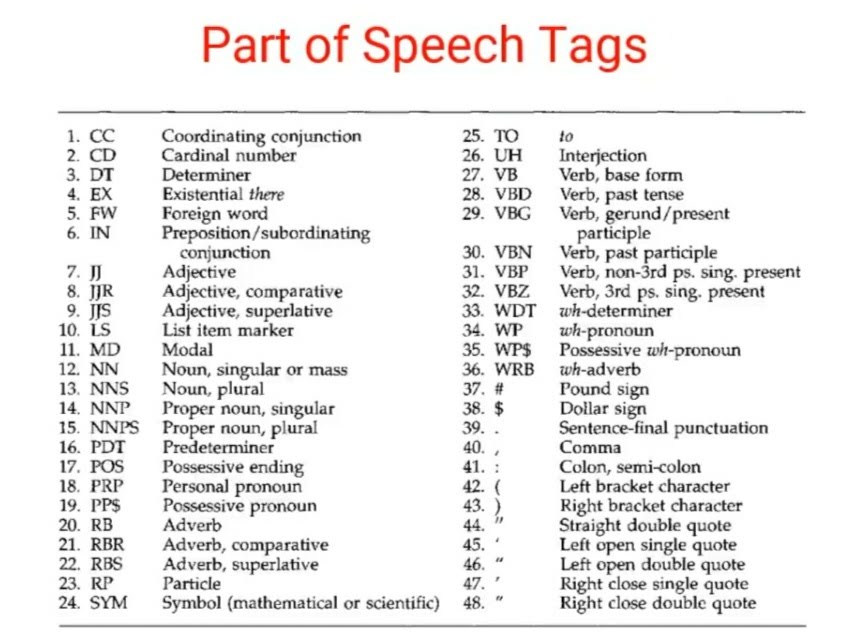 Part of Speech Tags
1. CC Coordinating conjunction
2. CD Cardinal number
3. DT Determiner
4. EX Existential there
5. FW Foreign word
6. IN Preposition/subordinating
conjunction
7. JJ Adjective
8. JJR Adjective, comparative
9. JJS Adjective, superlative
10. LS List item marker
11. MD Modal
12. NN Noun, singular or mass
13. NNS Noun, plural
14. NNP Proper noun, singular
15. NNPS Proper noun, plural
16. PDT Predeterminer
17. POS Possessive ending
18. PRP Personal pronoun
19. PP$ Possessive pronoun
20. RB Adverb
21. RBR Adverb, comparative
22. RBS Adverb, superlative
23. RP Particle
24. SYM Symbol (mathematical or scientific)
25. TO to
26. UH Interjection
27. VB Verb, base form
28. VBD Verb, past tense
29. VBG Verb, gerund/present
participle
30. VBN Verb, past participle
31. VBP Verb, non-3rd ps. sing. present
32. VBZ Verb, 3rd ps. sing. present
33. WDT wh-determiner
34. WP wh-pronoun
35. WP$ Possessive wh-pronoun
36. WRB wh-adverb
37. # Pound sign
38. $ Dollar sign
39. . Sentence-final punctuation
40. , Comma
41. : Colon, semi-colon
42. ( Left bracket character
43. ) Right bracket character
44. " Straight double quote
45. ‘ Left open single quote
46. “ Left open double quote
47. ’ Right close single quote
48. ” Right close double quote